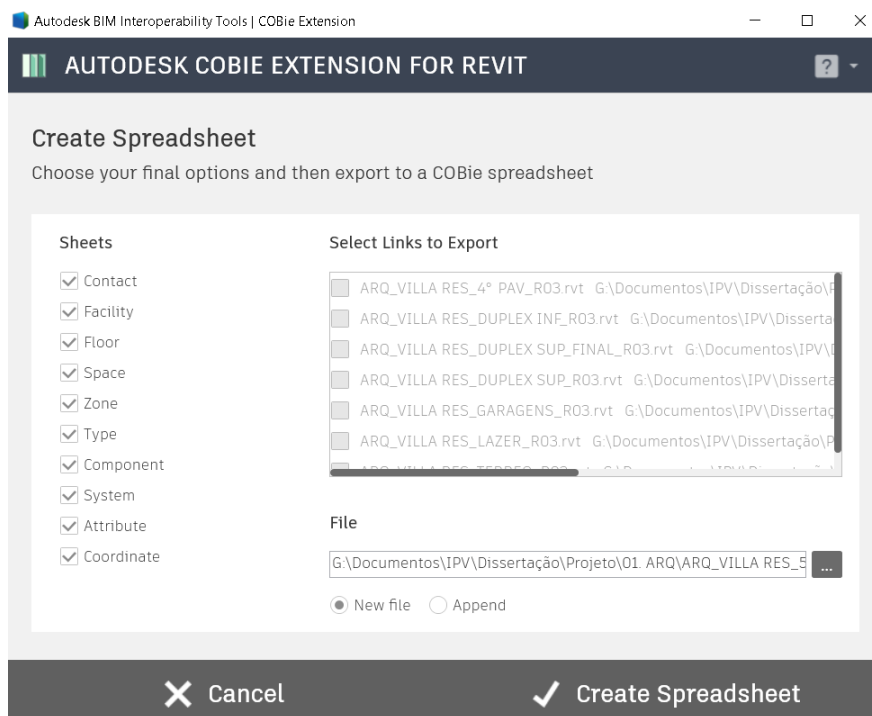 Autodesk BIM Interoperability Tools | COBie Extension
AUTODESK COBIE EXTENSION FOR REVIT
?
Create Spreadsheet
Choose your final options and then export to a COBie spreadsheet
Sheets
Contact
Facility
Floor
Space
Zone
Type
Component
System
Attribute
Coordinate
Select Links to Export
ARQ_VILLA RES_4° PAV_R03.rvt G:\Documentos\IPV\Dissertação\P
ARQ_VILLA RES_DUPLEX INF_R03.rvt G:\Documentos\IPV\Disserta
ARQ_VILLA RES_DUPLEX SUP_FINAL_R03.rvt G:\Documentos\IPV\D
ARQ_VILLA RES_DUPLEX SUP_R03.rvt G:\Documentos\IPV\Disserta
ARQ_VILLA RES_GARAGENS_R03.rvt G:\Documentos\IPV\Dissertaç
ARQ_VILLA RES_LAZER_R03.rvt G:\Documentos\IPV\Dissertação\P
File
G:\Documentos\IPV\Dissertação\Projeto\01. ARQ\ARQ_VILLA RES_5
...
New file Append
Cancel Create Spreadsheet